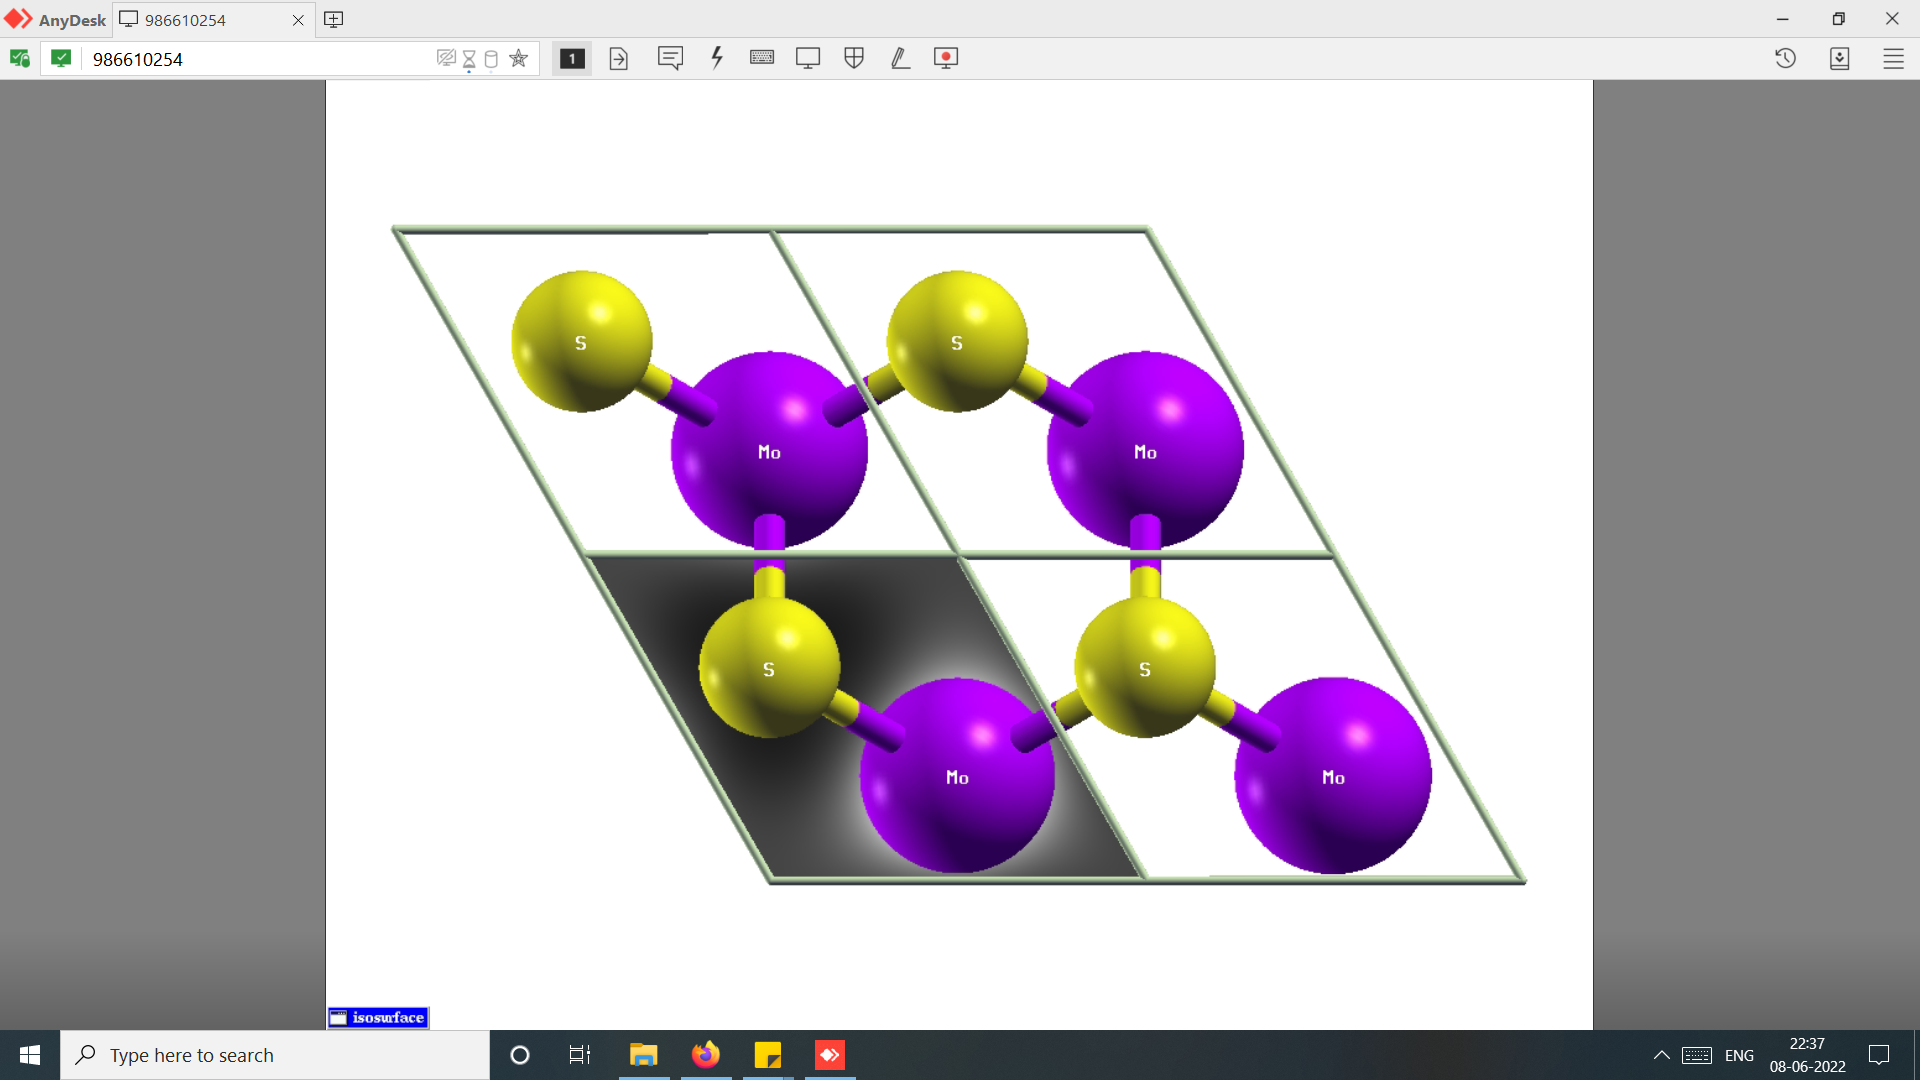 AnyDesk
986610254
986610254
1
S
S
Mo
Mo
S
S
Mo
Mo
isosurface
Type here to search
ENG
22:37
08-06-2022